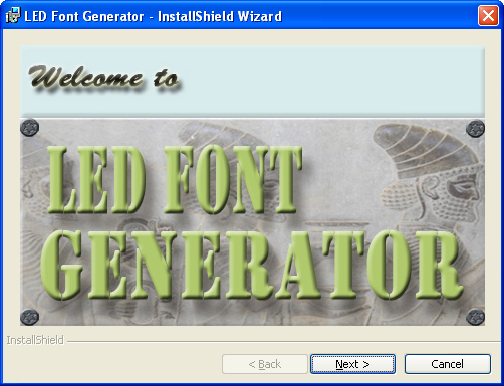 LED Font Generator - InstallShield Wizard
Welcome to
LED FONT
GENERATOR
InstallShield
< Back
Next >
Cancel